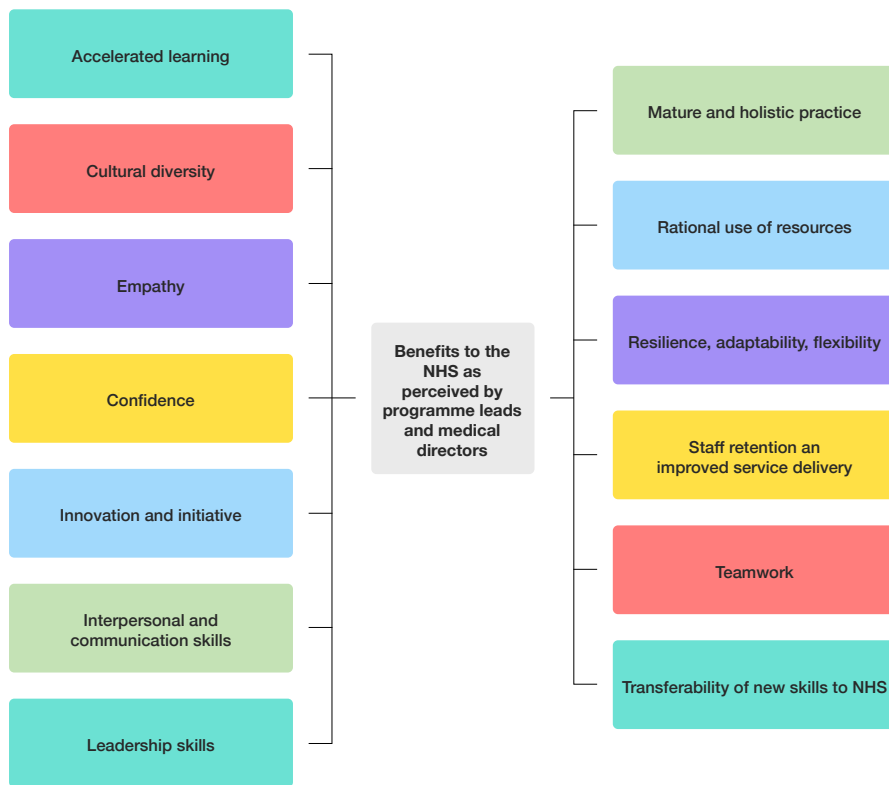 Accelerated learning
Cultural diversity
Empathy
Confidence
Innovation and initiative
Interpersonal and
communication skills
Leadership skills
Benefits to the
NHS as
perceived by
programme leads
and medical
directors
Mature and holistic practice
Rational use of resources
Resilience, adaptability, flexibility
Staff retention an
improved service delivery
Teamwork
Transferability of new skills to NHS